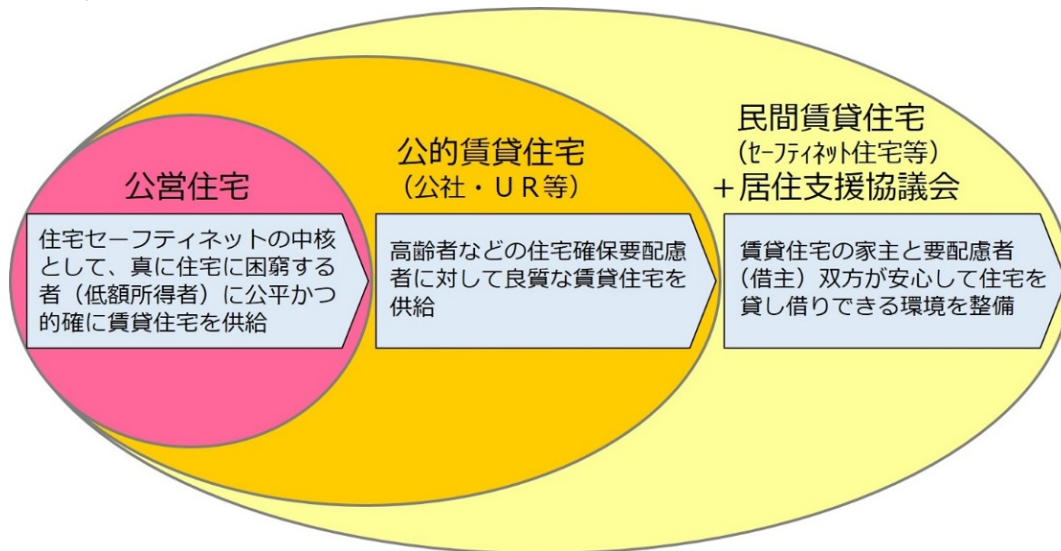 公営住宅
住宅セーフティネットの中核
として、真に住宅に困窮する
者（低額所得者）に公平かつ
的確に賃貸住宅を供給
公的賃貸住宅
（公社・ＵＲ等）
高齢者などの住宅確保要配慮
者に対して良質な賃貸住宅を
供給
民間賃貸住宅
（ｾｰﾌﾃｨﾈｯﾄ住宅等）
＋居住支援協議会
賃貸住宅の家主と要配慮者
（借主）双方が安心して住宅を
貸し借りできる環境を整備